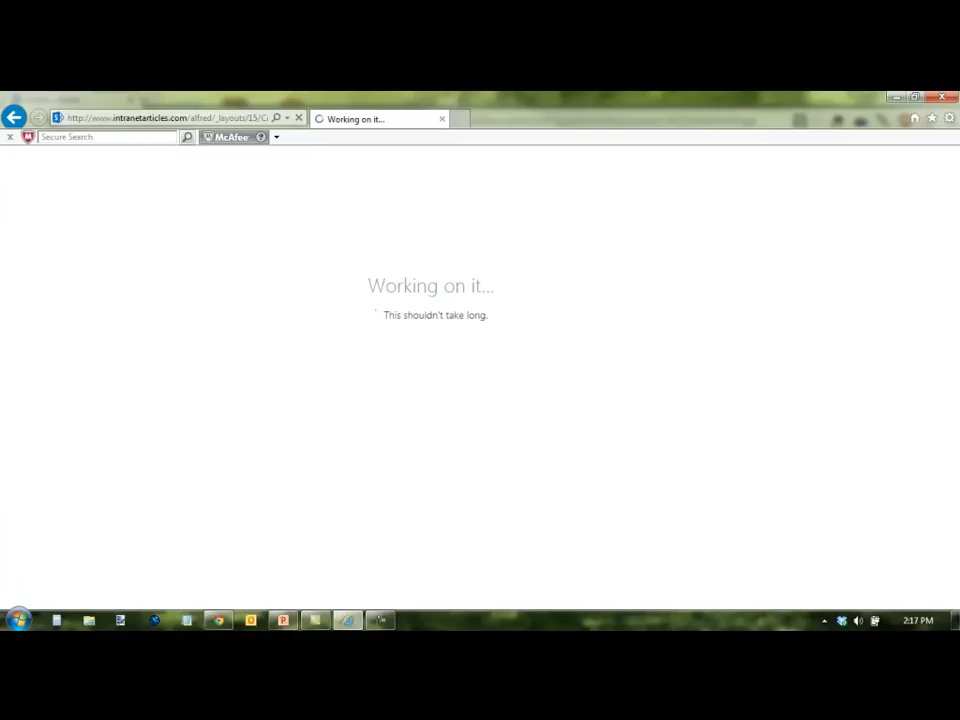 http://www.intranetarticles.com/alfred/_layouts/15/C
Working on it...
Secure Search
McAfee
Working on it...
This shouldn't take long.
2:17 PM